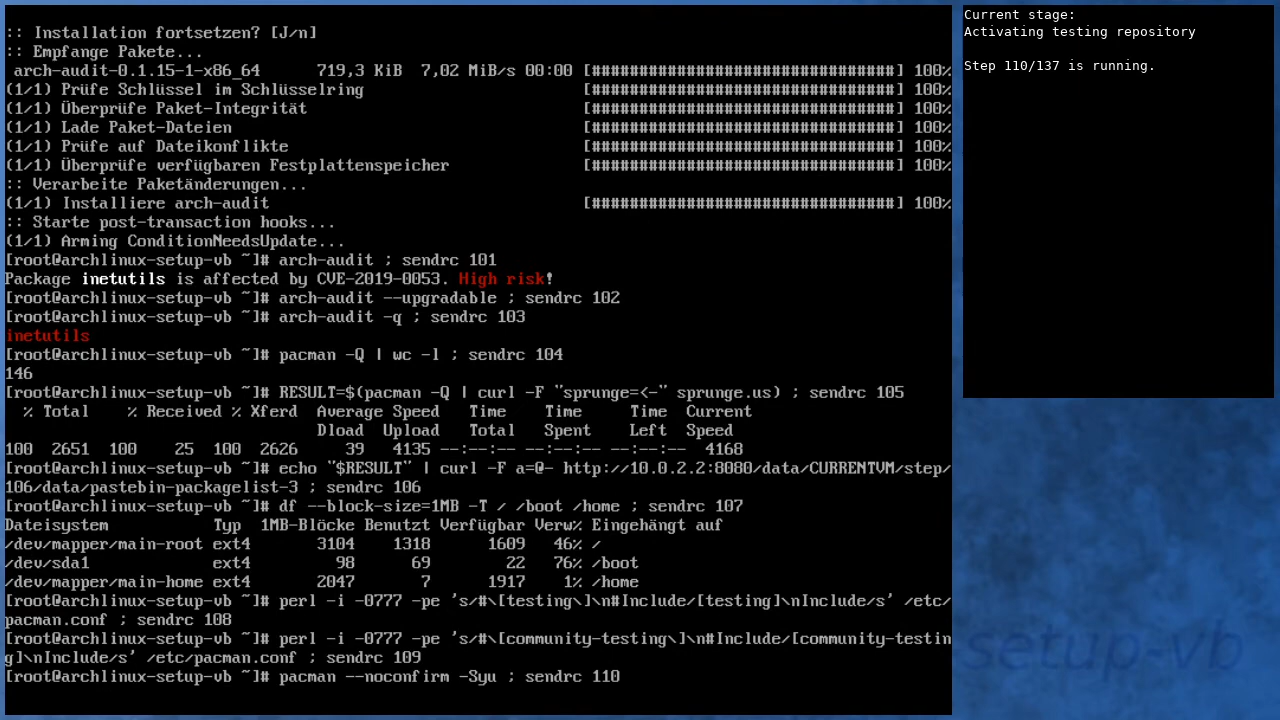 :: Installation fortsetzen? [J/n]
:: Empfange Pakete...
 arch-audit-0.1.15-1-x86_64      719,3 KiB  7,02 MiB/s 00:00 [################################] 100%
(1/1) Prüfe Schlüssel im Schlüsselring                       [################################] 100%
(1/1) Überprüfe Paket-Integrität                             [################################] 100%
(1/1) Lade Paket-Dateien                                     [################################] 100%
(1/1) Prüfe auf Dateikonflikte                               [################################] 100%
(1/1) Überprüfe verfügbaren Festplattenspeicher              [################################] 100%
:: Verarbeite Paketänderungen...
(1/1) Installiere arch-audit                                 [################################] 100%
:: Starte post-transaction hooks...
(1/1) Arming ConditionNeedsUpdate...
[root@archlinux-setup-vb ~]# arch-audit ; sendrc 101
Package inetutils is affected by CVE-2019-0053. High risk!
[root@archlinux-setup-vb ~]# arch-audit --upgradable ; sendrc 102
[root@archlinux-setup-vb ~]# arch-audit -q ; sendrc 103
inetutils
[root@archlinux-setup-vb ~]# pacman -Q | wc -l ; sendrc 104
146
[root@archlinux-setup-vb ~]# RESULT=$(pacman -Q | curl -F "sprunge=<-" sprunge.us) ; sendrc 105
  % Total    % Received % Xferd  Average Speed   Time    Time     Time  Current
                                 Dload  Upload   Total   Spent    Left  Speed
100  2651  100    25  100  2626     39   4135 --:--:-- --:--:-- --:--:--  4168
[root@archlinux-setup-vb ~]# echo "$RESULT" | curl -F a=@- http://10.0.2.2:8080/data/CURRENTVM/step/
106/data/pastebin-packagelist-3 ; sendrc 106
[root@archlinux-setup-vb ~]# df --block-size=1MB -T / /boot /home ; sendrc 107
Dateisystem           Typ  1MB-Blöcke Benutzt Verfügbar Verw% Eingehängt auf
/dev/mapper/main-root ext4       3104    1318      1609   46% /
/dev/sda1             ext4         98      69        22   76% /boot
/dev/mapper/main-home ext4       2047       7      1917    1% /home
[root@archlinux-setup-vb ~]# perl -i -0777 -pe 's/#\[testing\]\n#Include/[testing]\nInclude/s' /etc/
pacman.conf ; sendrc 108
[root@archlinux-setup-vb ~]# perl -i -0777 -pe 's/#\[community-testing\]\n#Include/[community-testin
g]\nInclude/s' /etc/pacman.conf ; sendrc 109
[root@archlinux-setup-vb ~]# pacman --noconfirm -Syu ; sendrc 110
Current stage:
Activating testing repository
Step 110/137 is running.
setup-vb